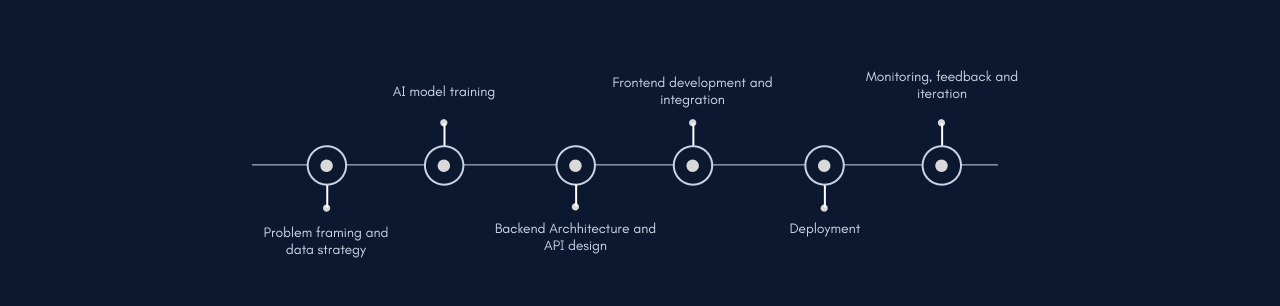 Problem framing and
data strategy
AI model training
Backend Archhitecture and
API design
Frontend development and
integration
Deployment
Monitoring, feedback and
iteration